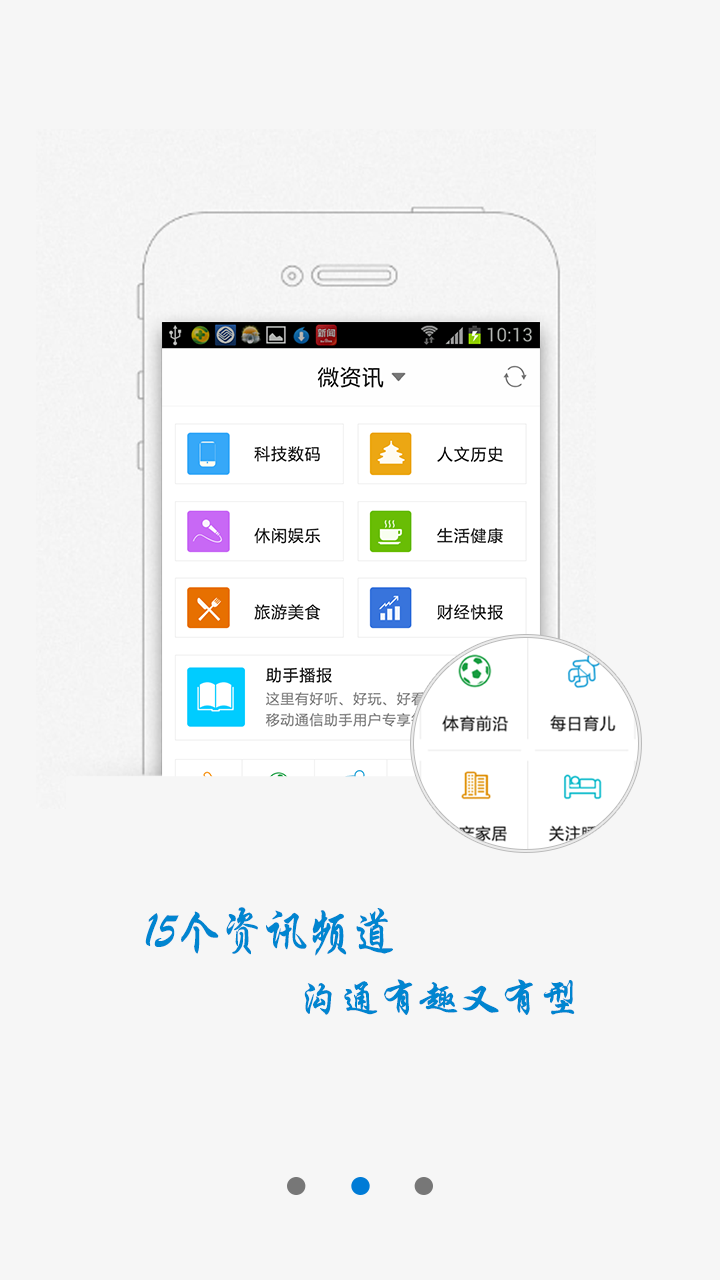 新闻
10:13
微资讯
科技数码 人文历史
休闲娱乐 生活健康
旅游美食 财经快报
助手播报
这里有好听、好玩、好看
移动通信助手用户专享
体育前沿 每日育儿
家居 关注
15个资讯频道
沟通有趣又有型